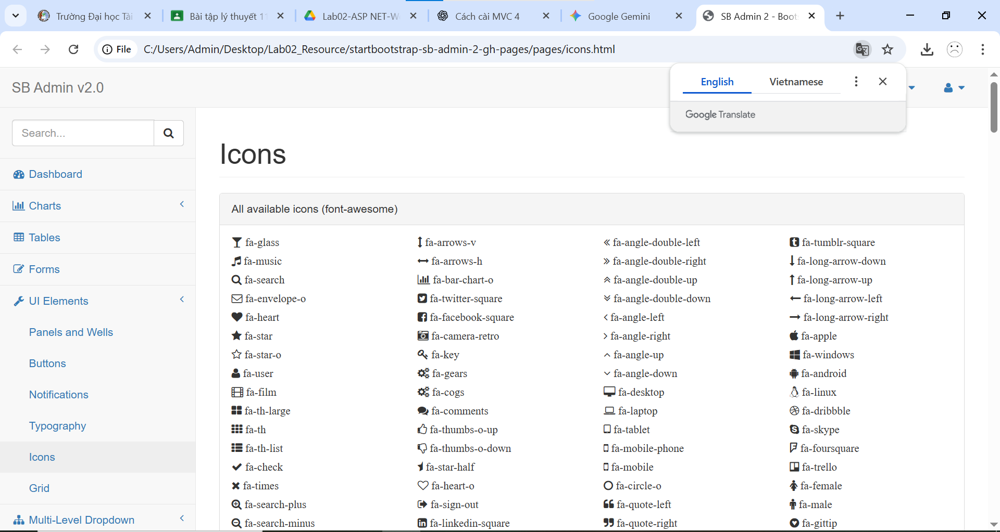 Trường Đại học Tài
Bài tập lý thuyết 11
Lab02-ASP NET-W
Cách cài MVC 4
Google Gemini
SB Admin 2 - Boots
File
C:/Users/Admin/Desktop/Lab02_Resource/startbootstrap-sb-admin-2-gh-pages/pages/icons.html
English
Vietnamese
Google Translate
SB Admin v2.0
Search...
Dashboard
Charts
Tables
Forms
UI Elements
Panels and Wells
Buttons
Notifications
Typography
Icons
Grid
Multi-Level Dropdown
Icons
All available icons (font-awesome)
fa-glass
fa-music
fa-search
fa-envelope-o
fa-heart
fa-star
fa-star-o
fa-user
fa-film
fa-th-large
fa-th
fa-th-list
fa-check
fa-times
fa-search-plus
fa-search-minus
fa-arrows-v
fa-arrows-h
fa-bar-chart-o
fa-twitter-square
fa-facebook-square
fa-camera-retro
fa-key
fa-gears
fa-cogs
fa-comments
fa-thumbs-o-up
fa-thumbs-o-down
fa-star-half
fa-heart-o
fa-sign-out
fa-linkedin-square
fa-angle-double-left
fa-angle-double-right
fa-angle-double-up
fa-angle-double-down
fa-angle-left
fa-angle-right
fa-angle-up
fa-angle-down
fa-desktop
fa-laptop
fa-tablet
fa-mobile-phone
fa-mobile
fa-circle-o
fa-quote-left
fa-quote-right
fa-tumblr-square
fa-long-arrow-down
fa-long-arrow-up
fa-long-arrow-left
fa-long-arrow-right
fa-apple
fa-windows
fa-android
fa-linux
fa-dribbble
fa-skype
fa-foursquare
fa-trello
fa-female
fa-male
fa-gittip